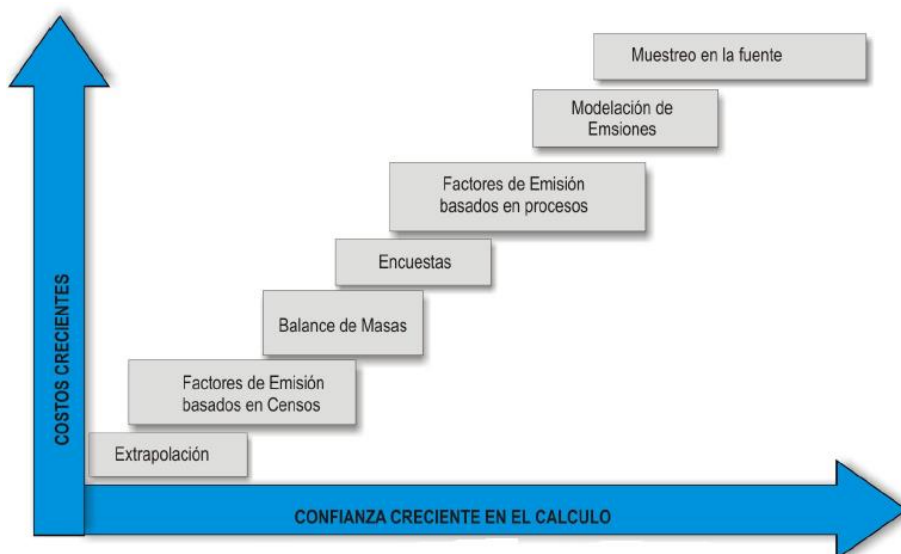 Muestreo en la fuente
Modelación de
Emsiones
Factores de Emisión
basados en procesos
Encuestas
Balance de Masas
Factores de Emisión
basados en Censos
Extrapolación
COSTOS CRECIENTES
CONFIANZA CRECIENTE EN EL CALCULO